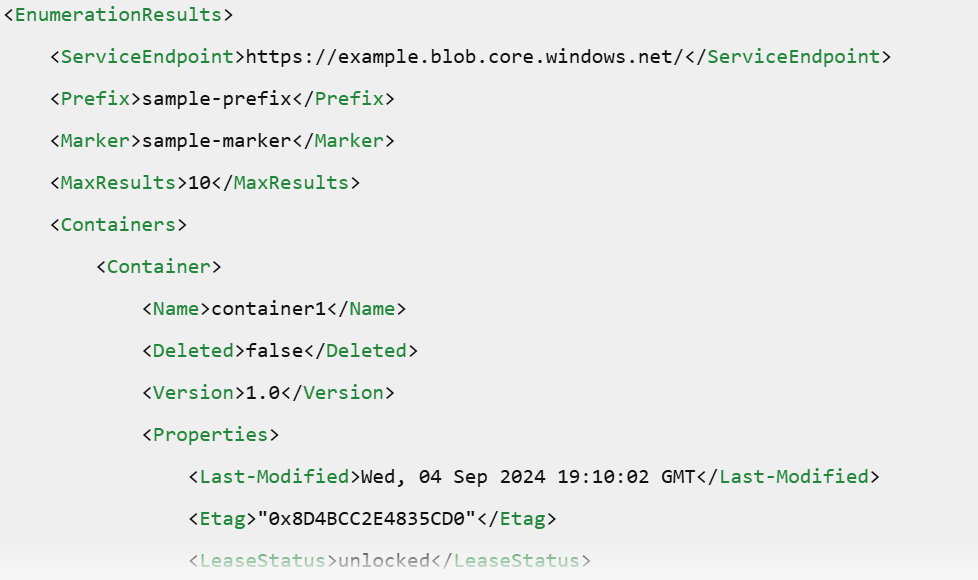 <EnumerationResults>
<ServiceEndpoint>https://example.blob.core.windows.net/</ServiceEndpoint>
<Prefix>sample-prefix</Prefix>
<Marker>sample-marker</Marker>
<MaxResults>10</MaxResults>
<Containers>
<Container>
<Name>container1</Name>
<Deleted>false</Deleted>
<Version>1.0</Version>
<Properties>
<Last-Modified>Wed, 04 Sep 2024 19:10:02 GMT</Last-Modified>
<Etag>"0x8D4BCC2E4835CD0"</Etag>
<LeaseStatus>unlocked</LeaseStatus>